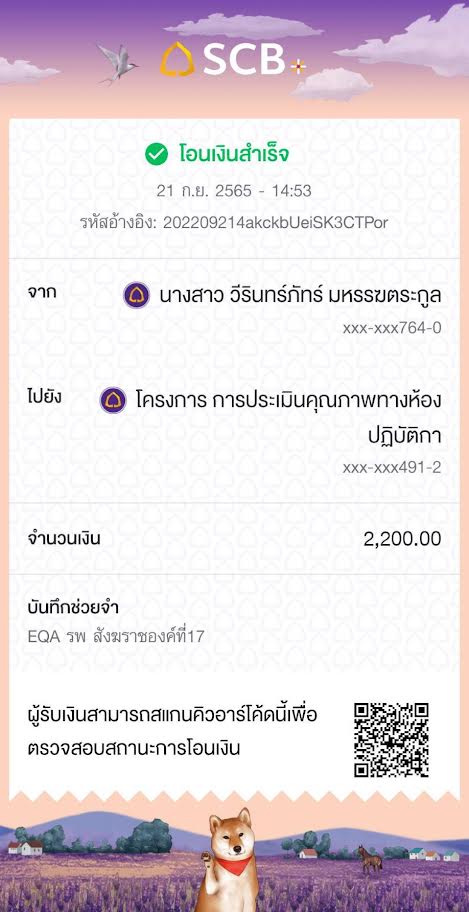 SCB+
โอนเงินสำเร็จ
21 ก.ย. 2565 - 14:53
รหัสอ้างอิง: 202209214akckbUeiSK3CTPor
จาก
นางสาว วีรินทร์ภัทร์ มหรรฆตระกูล
xxx-xxx764-0
ไปยัง
โครงการ การประเมินคุณภาพทางห้อง
ปฏิบัติกา
xxx-xxx491-2
จำนวนเงิน 2,200.00
บันทึกช่วยจำ
EQA รพ สังฆราชองค์ที่17
ผู้รับเงินสามารถสแกนคิวอาร์โค้ดนี้เพื่อ
ตรวจสอบสถานะการโอนเงิน